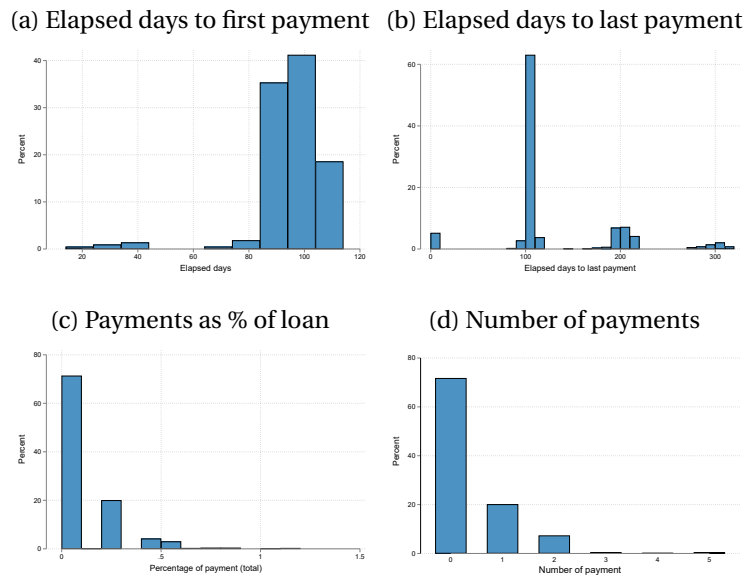 (a) Elapsed days to first payment
40
30
20
10
0
Percent
20 40 60 80 100 120
Elapsed days
(b) Elapsed days to last payment
60
40
20
0
Percent
0 100 200 300
Elapsed days to last payment
(c) Payments as % of loan
80
60
40
20
0
Percent
0 .5 1 1.5
Percentage of payment (total)
(d) Number of payments
80
60
40
20
0
Percent
0 1 2 3 4 5
Number of payment